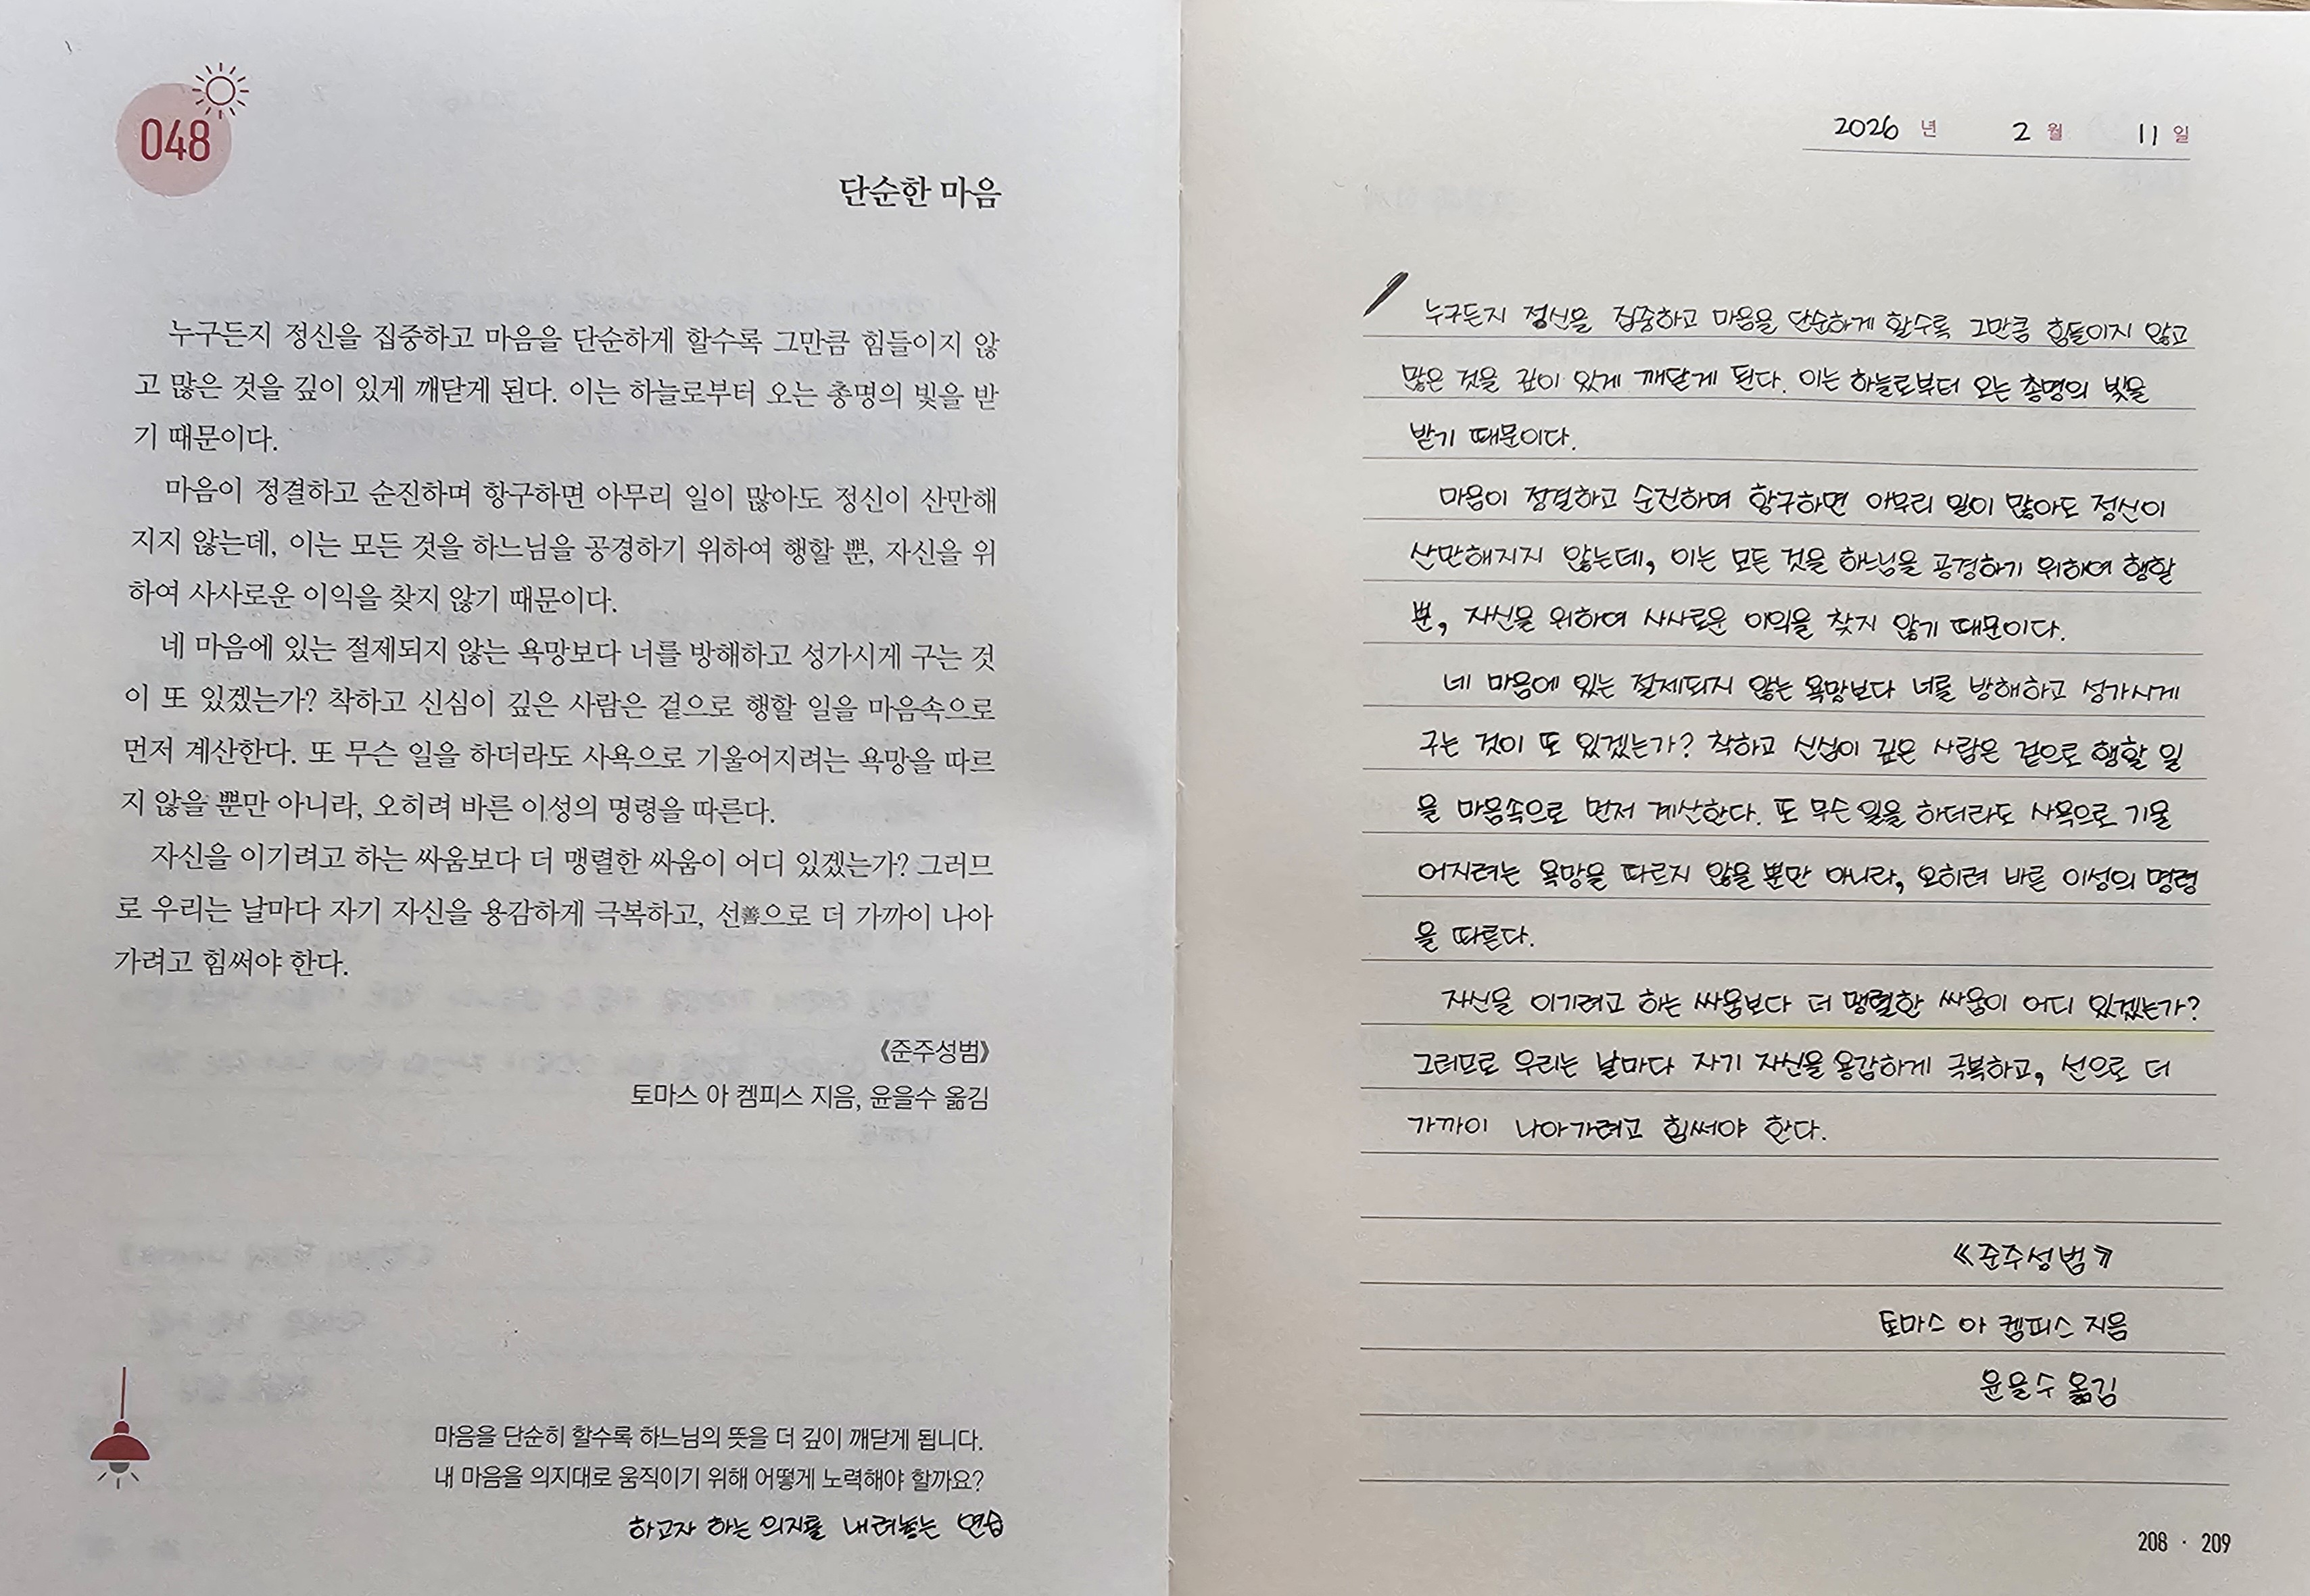 048
단순한 마음
누구든지 정신을 집중하고 마음을 단순하게 할수록 그만큼 힘들이지 않
고 많은 것을 깊이 있게 깨닫게 된다. 이는 하늘로부터 오는 총명의 빛을 받
기 때문이다.
마음이 정결하고 순진하며 항구하면 아무리 일이 많아도 정신이 산만해
지지 않는데, 이는 모든 것을 하느님을 공경하기 위하여 행할 뿐, 자신을 위
하여 사사로운 이익을 찾지 않기 때문이다.
네 마음에 있는 절제되지 않는 욕망보다 너를 방해하고 성가시게 구는 것
이 또 있겠는가? 착하고 신심이 깊은 사람은 겉으로 행할 일을 마음속으로
먼저 계산한다. 또 무슨 일을 하더라도 사욕으로 기울어지려는 욕망을 따르
지 않을 뿐만 아니라, 오히려 바른 이성의 명령을 따른다.
자신을 이기려고 하는 싸움보다 더 맹렬한 싸움이 어디 있겠는가? 그러므
로 우리는 날마다 자기 자신을 용감하게 극복하고, 선善으로 더 가까이 나아
가려고 힘써야 한다.
《준주성범》
토마스 아 켐피스 지음, 윤을수 옮김
마음을 단순히 할수록 하느님의 뜻을 더 깊이 깨닫게 됩니다.
내 마음을 의지대로 움직이기 위해 어떻게 노력해야 할까요?
하고자 하는 의지를 내려놓는 연습
2026 년 2 월 11 일
누구든지 정신을 집중하고 마음을 단순하게 할수록 그만큼 힘들이지 않고
많은 것을 깊이 있게 깨닫게 된다. 이는 하늘로부터 오는 총명의 빛을
받기 때문이다.
마음이 정결하고 순진하며 항구하면 아무리 일이 많아도 정신이
산만해지지 않는데, 이는 모든 것을 하느님을 공경하기 위하여 행할
뿐, 자신을 위하여 사사로운 이익을 찾지 않기 때문이다.
네 마음에 있는 절제되지 않는 욕망보다 너를 방해하고 성가시게
구는 것이 또 있겠는가? 착하고 신심이 깊은 사람은 겉으로 행할 일
을 마음속으로 먼저 계산한다. 또 무슨 일을 하더라도 사욕으로 기울
어지려는 욕망을 따르지 않을 뿐만 아니라, 오히려 바른 이성의 명령
을 따른다.
자신을 이기려고 하는 싸움보다 더 맹렬한 싸움이 어디 있겠는가?
그러므로 우리는 날마다 자기 자신을 용감하게 극복하고, 선으로 더
가까이 나아가려고 힘써야 한다.
《준주성범》
토마스 아 켐피스 지음
윤을수 옮김
208 · 209